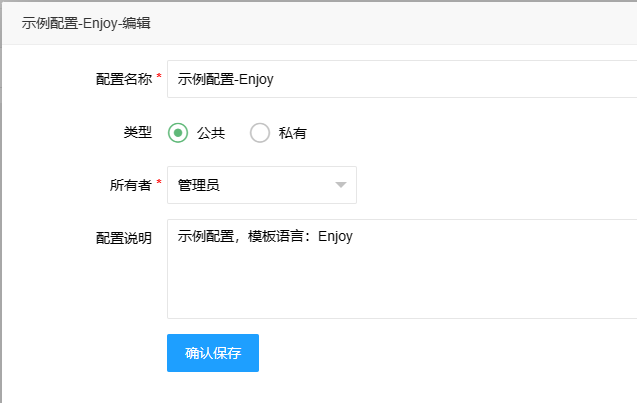 示例配置-Enjoy-编辑
配置名称 * 示例配置-Enjoy
类型 公共 私有
所有者 * 管理员
配置说明 示例配置，模板语言：Enjoy
确认保存